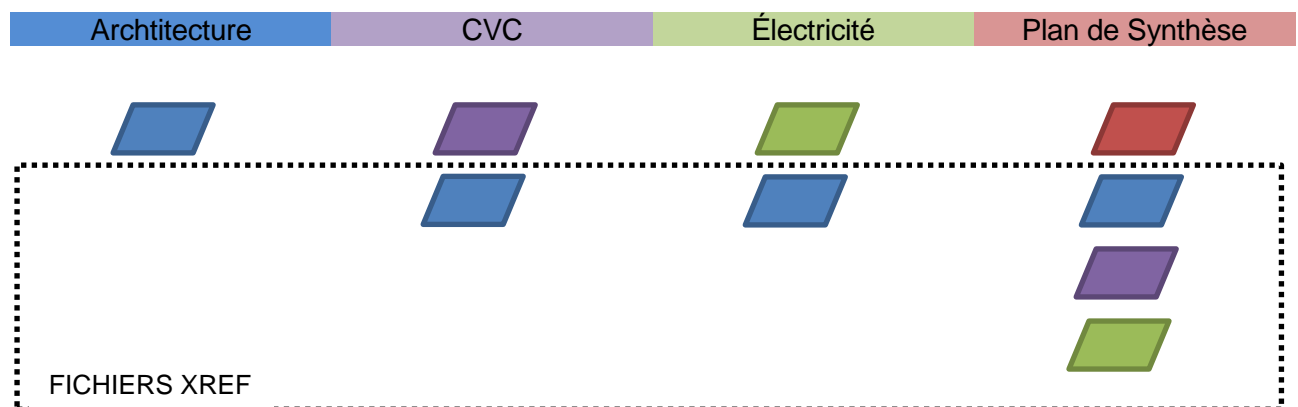 Archtitecture
CVC
Électricité
Plan de Synthèse
FICHIERS XREF